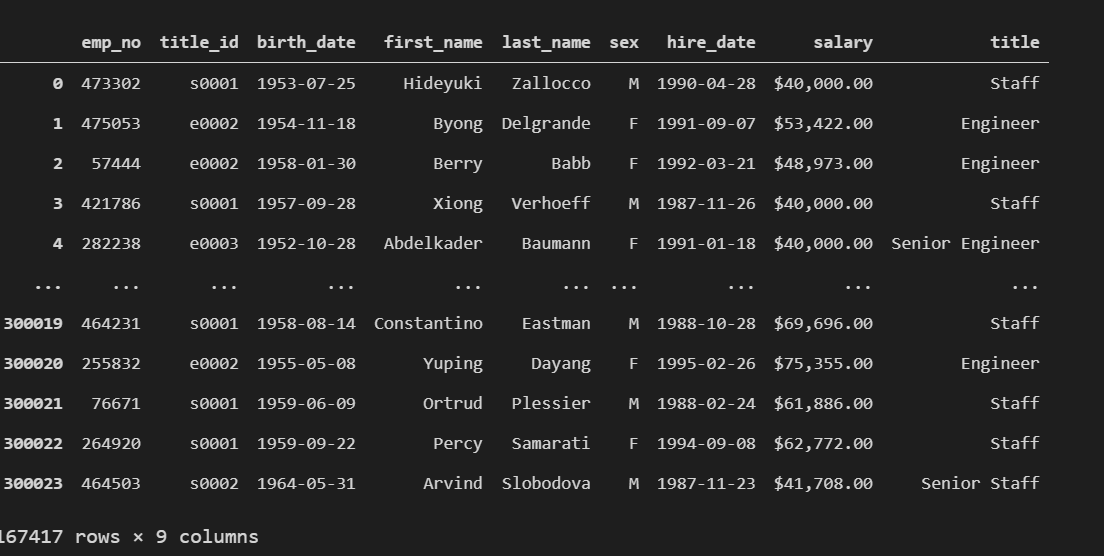 emp_no title_id birth_date first_name last_name sex hire_date salary title
0 473302 s0001 1953-07-25 Hideyuki Zallocco M 1990-04-28 $40,000.00 Staff
1 475053 e0002 1954-11-18 Byong Delgrande F 1991-09-07 $53,422.00 Engineer
2 57444 e0002 1958-01-30 Berry Babb F 1992-03-21 $48,973.00 Engineer
3 421786 s0001 1957-09-28 Xiong Verhoeff M 1987-11-26 $40,000.00 Staff
4 282238 e0003 1952-10-28 Abdelkader Baumann F 1991-01-18 $40,000.00 Senior Engineer
... ... ... ... ... ... ... ... ... ...
300019 464231 s0001 1958-08-14 Constantino Eastman M 1988-10-28 $69,696.00 Staff
300020 255832 e0002 1955-05-08 Yuping Dayang F 1995-02-26 $75,355.00 Engineer
300021 76671 s0001 1959-06-09 Ortrud Plessier M 1988-02-24 $61,886.00 Staff
300022 264920 s0001 1959-09-22 Percy Samarati F 1994-09-08 $62,772.00 Staff
300023 464503 s0002 1964-05-31 Arvind Slobodova M 1987-11-23 $41,708.00 Senior Staff
167417 rows × 9 columns